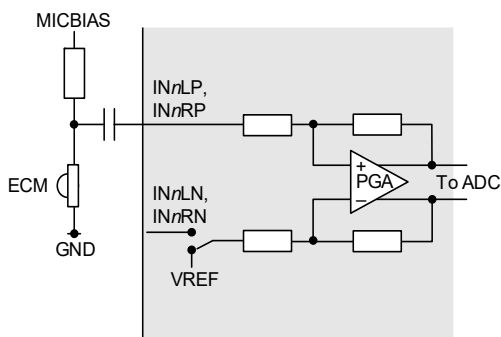 MICBIAS
INnLP,
INnRP
ECM
+
PGA
−
To ADC
INnLN,
INnRN
GND
VREF